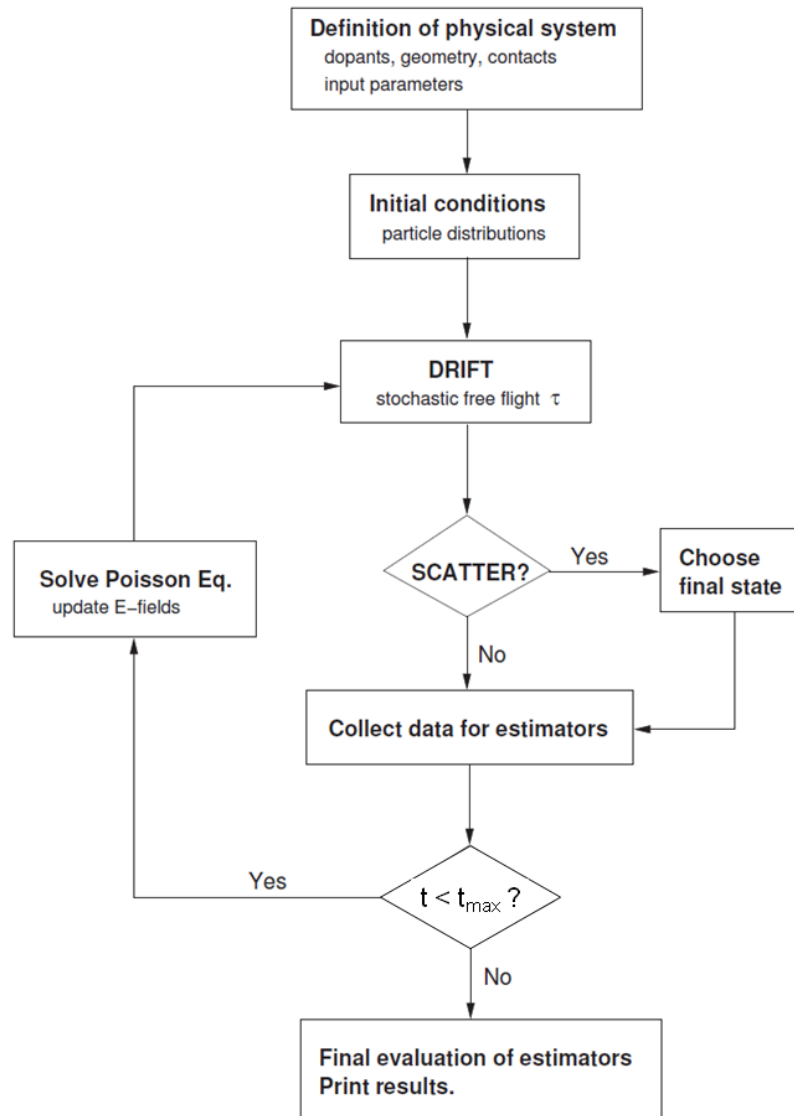 Definition of physical system
dopants, geometry, contacts
input parameters
Initial conditions
particle distributions
DRIFT
stochastic free flight τ
SCATTER?
Yes
Choose
final state
Solve Poisson Eq.
update E−fields
No
Collect data for estimators
Yes
t < tmax ?
No
Final evaluation of estimators
Print results.